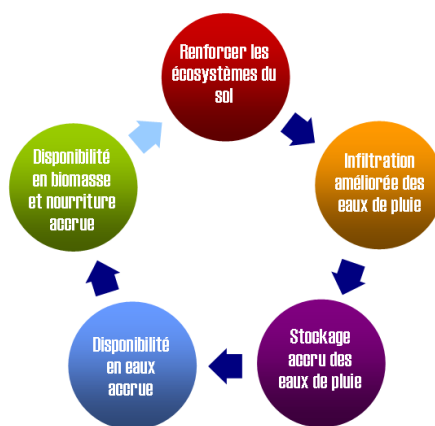 Renforcer les
écosystèmes du
sol
Infiltration
améliorée des
eaux de pluie
Stockage
accru des
eaux de pluie
Disponibilité
en eaux
accrue
Disponibilité
en biomasse
et nourriture
accrue